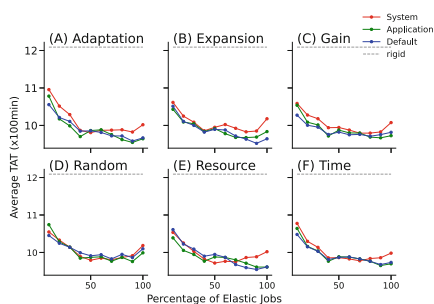 System
Application
Default
rigid
(A) Adaptation
(B) Expansion
(C) Gain
12
11
10
(D) Random
(E) Resource
(F) Time
12
11
10
50
100
50
100
50
100
Average TAT (x100min)
Percentage of Elastic Jobs